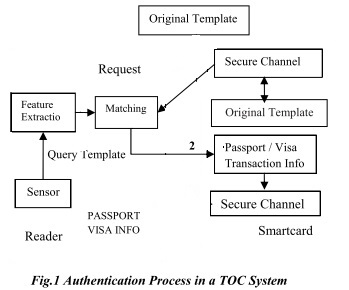 Original Template
Secure Channel
Request
Feature
Extractio
Matching
Original Template
2
Query Template
Passport / Visa
Transaction Info
Sensor
Secure Channel
PASSPORT
VISA INFO
Reader
Smartcard
Fig.1 Authentication Process in a TOC System